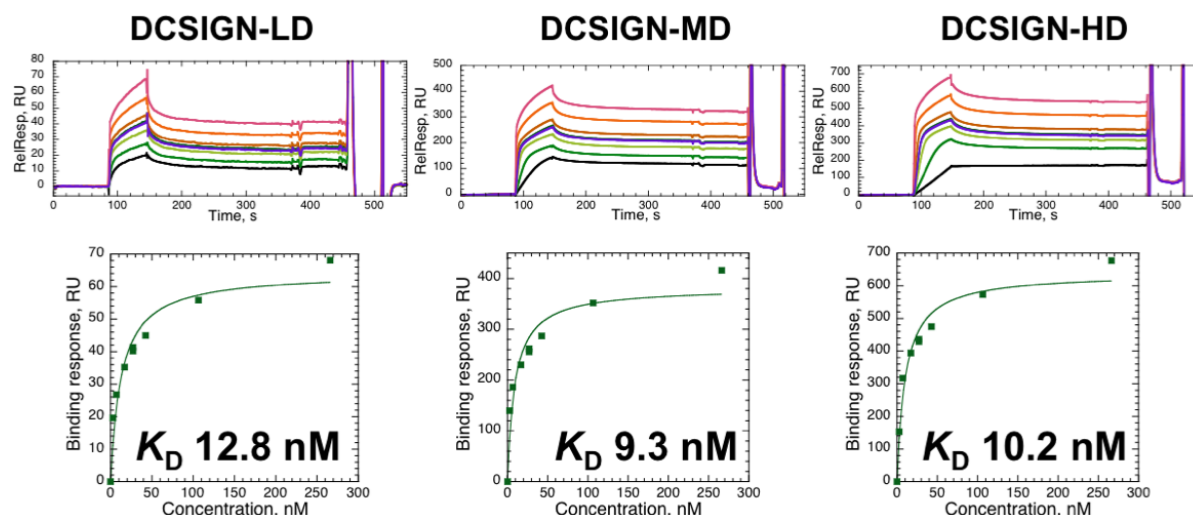 DCSIGN-LD
DCSIGN-MD
DCSIGN-HD
RelResp, RU
80
70
60
50
40
30
20
10
0
0 100 200 300 400 500
Time, s
RelResp, RU
500
400
300
200
100
0
0 100 200 300 400 500
Time, s
RelResp, RU
700
600
500
400
300
200
100
0
0 100 200 300 400 500
Time, s
Binding response, RU
70
60
50
40
30
20
10
0
K_D 12.8 nM
0 50 100 150 200 250 300
Concentration, nM
Binding response, RU
400
300
200
100
0
K_D 9.3 nM
0 50 100 150 200 250 300
Concentration, nM
Binding response, RU
700
600
500
400
300
200
100
0
K_D 10.2 nM
0 50 100 150 200 250 300
Concentration, nM